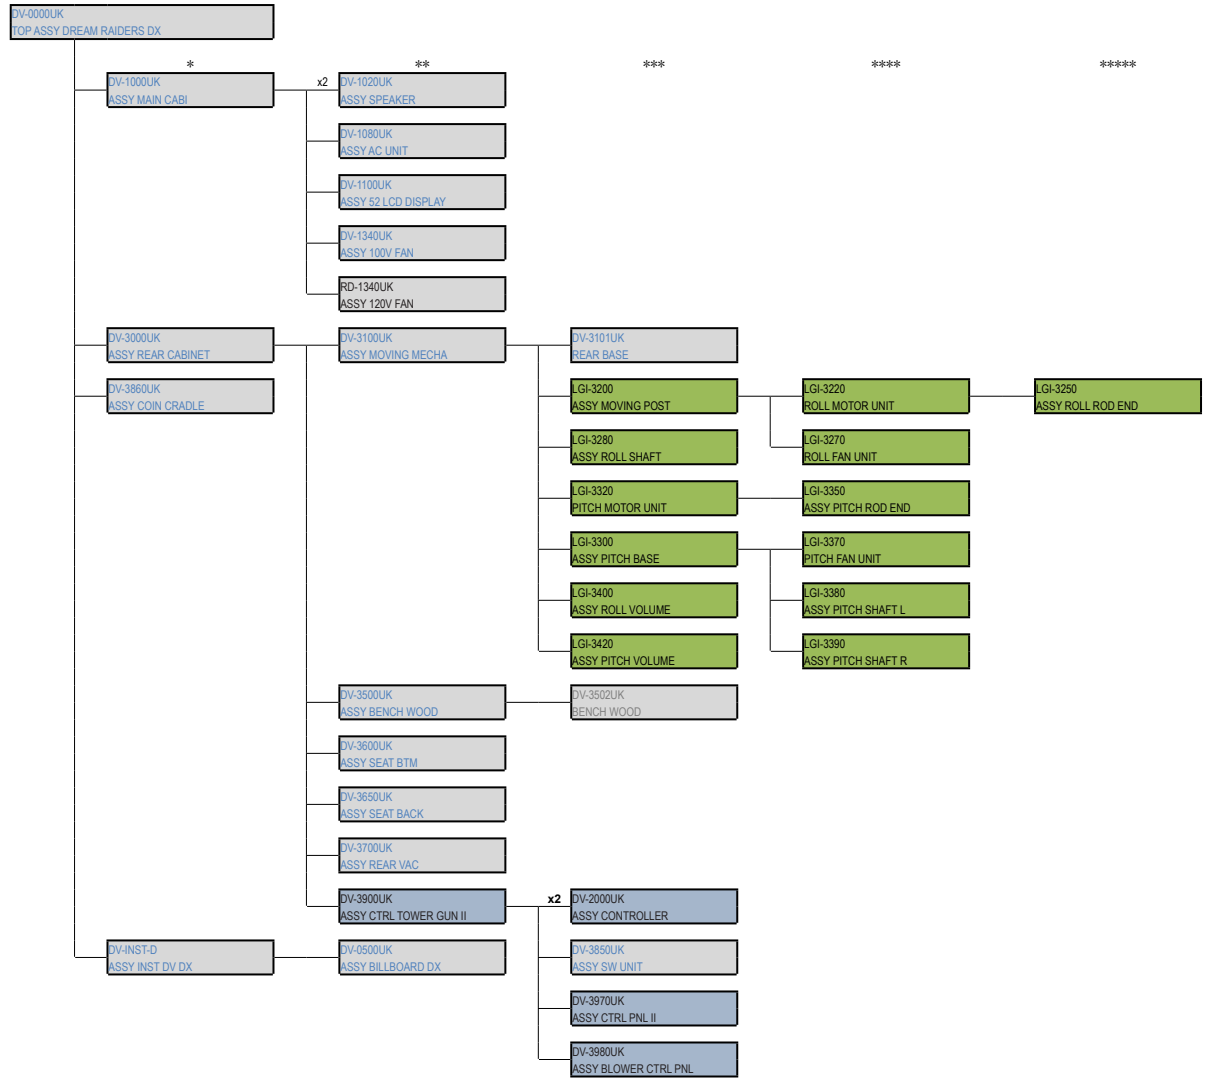 DV-0000UK
TOP ASSY DREAM RAIDERS DX
* ** *** **** *****
DV-1000UK
ASSY MAIN CABI
x2
DV-1020UK
ASSY SPEAKER
DV-1080UK
ASSY AC UNIT
DV-1100UK
ASSY 52 LCD DISPLAY
DV-1340UK
ASSY 100V FAN
RD-1340UK
ASSY 120V FAN
DV-3000UK
ASSY REAR CABINET
DV-3100UK
ASSY MOVING MECHA
DV-3101UK
REAR BASE
DV-3860UK
ASSY COIN CRADLE
LGI-3200
ASSY MOVING POST
LGI-3220
ROLL MOTOR UNIT
LGI-3250
ASSY ROLL ROD END
LGI-3280
ASSY ROLL SHAFT
LGI-3270
ROLL FAN UNIT
LGI-3320
PITCH MOTOR UNIT
LGI-3350
ASSY PITCH ROD END
LGI-3300
ASSY PITCH BASE
LGI-3370
PITCH FAN UNIT
LGI-3400
ASSY ROLL VOLUME
LGI-3380
ASSY PITCH SHAFT L
LGI-3420
ASSY PITCH VOLUME
LGI-3390
ASSY PITCH SHAFT R
DV-3500UK
ASSY BENCH WOOD
DV-3502UK
BENCH WOOD
DV-3600UK
ASSY SEAT BTM
DV-3650UK
ASSY SEAT BACK
DV-3700UK
ASSY REAR VAC
DV-3900UK
ASSY CTRL TOWER GUN II
x2
DV-2000UK
ASSY CONTROLLER
DV-INST-D
ASSY INST DV DX
DV-0500UK
ASSY BILLBOARD DX
DV-3850UK
ASSY SW UNIT
DV-3970UK
ASSY CTRL PNL II
DV-3980UK
ASSY BLOWER CTRL PNL